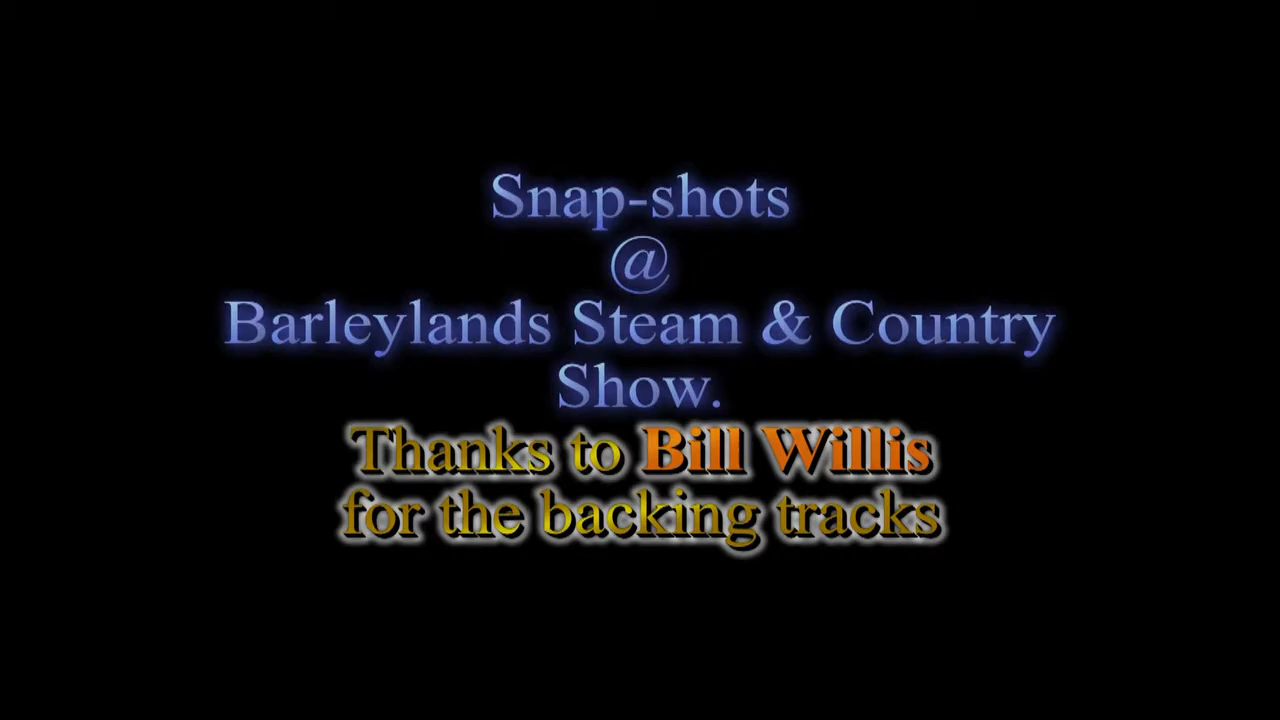 Snap-shots
@
Barleylands Steam & Country
Show.
Thanks to Bill Willis
for the backing tracks